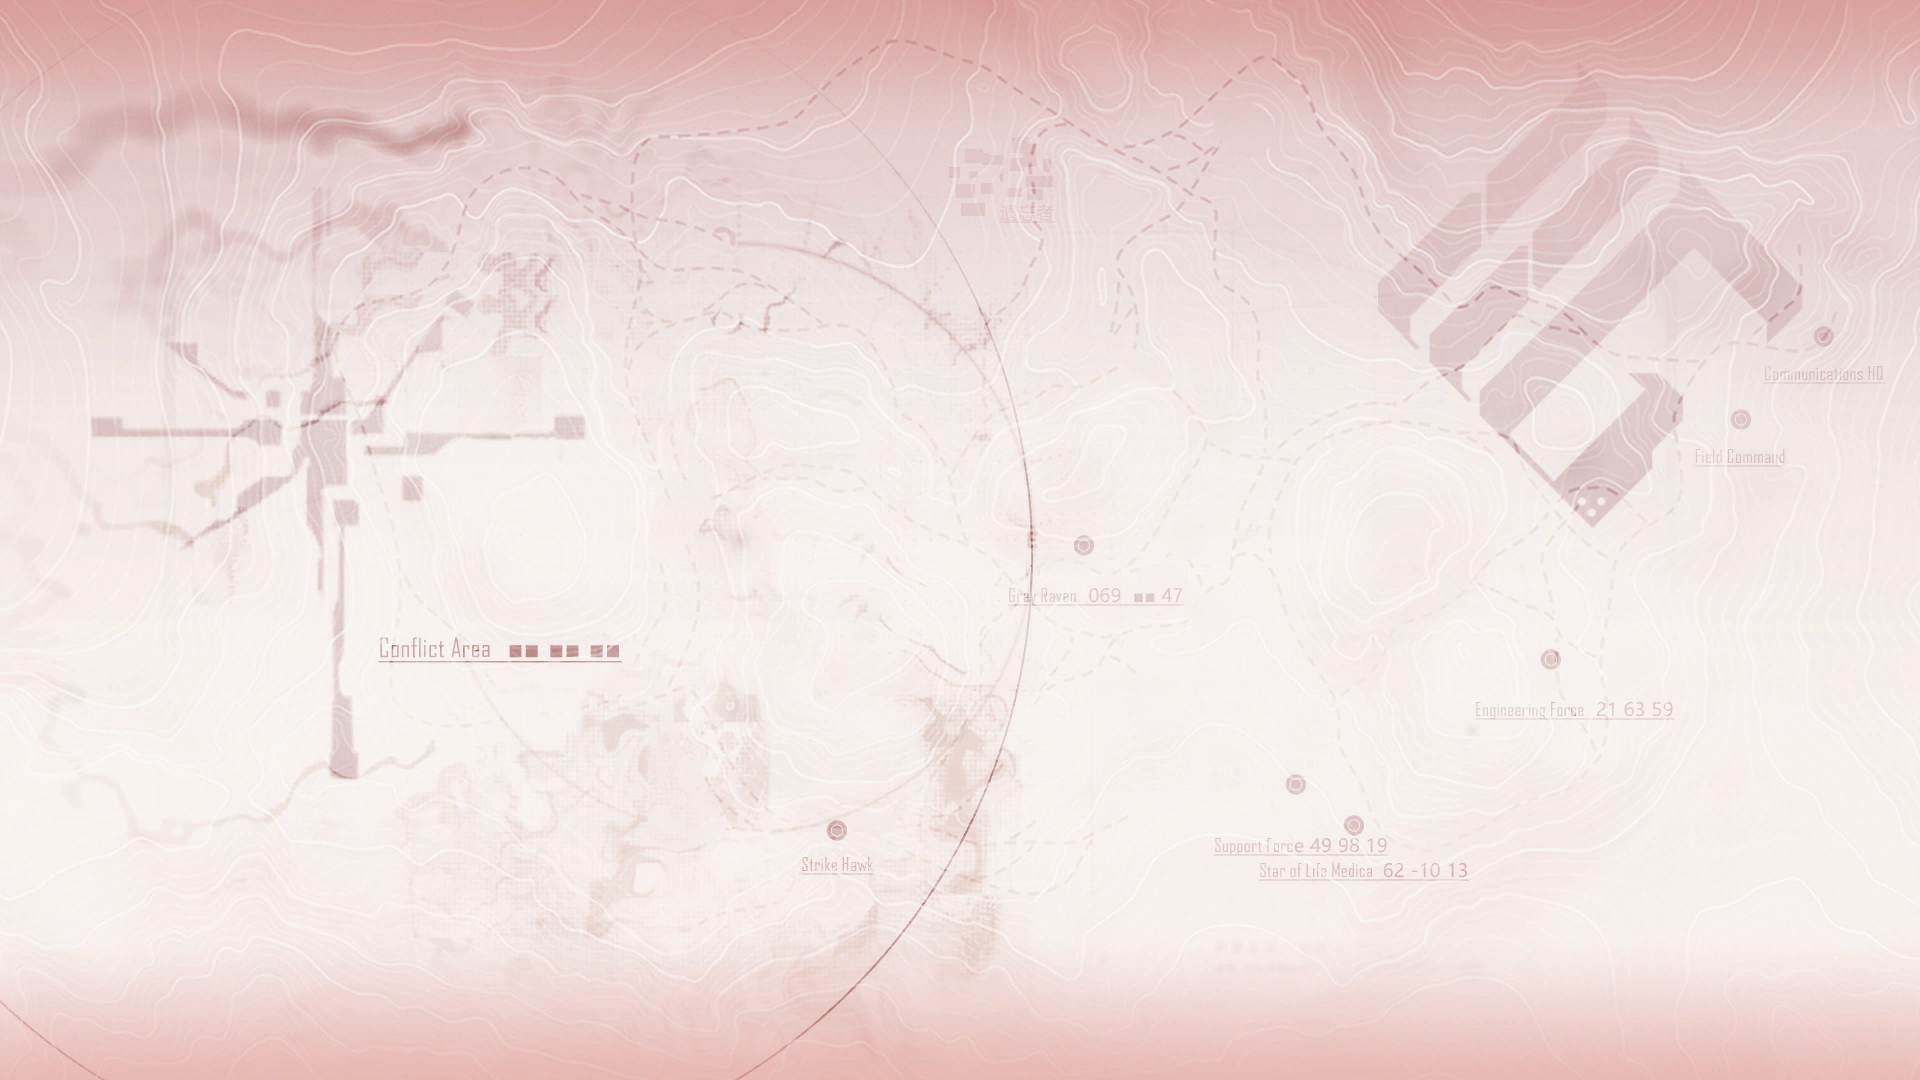 Communications HQ
Field Command
Gray Raven 069 ■■ 47
Conflict Area ■■ ■■ ■■
Engineering Force 21 63 59
Support Force 49 98 19
Strike Hawk
Star of Life Medica 62 -10 13